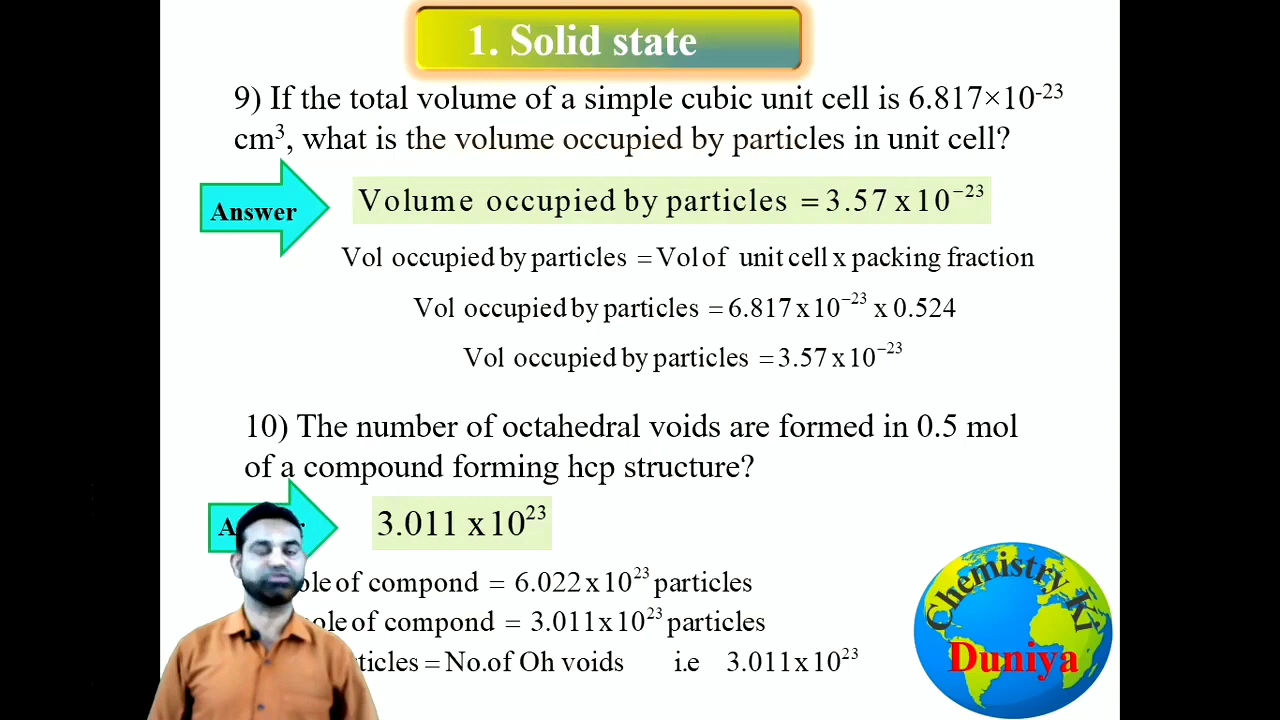 1. Solid state
9) If the total volume of a simple cubic unit cell is 6.817×10⁻²³
cm³, what is the volume occupied by particles in unit cell?
Answer
Volume occupied by particles = 3.57 x 10⁻²³
Vol occupied by particles = Vol of unit cell x packing fraction
Vol occupied by particles = 6.817 x 10⁻²³ x 0.524
Vol occupied by particles = 3.57 x 10⁻²³
10) The number of octahedral voids are formed in 0.5 mol
of a compound forming hcp structure?
3.011 x 10²³
of compond = 6.022 x 10²³ particles
of compond = 3.011 x 10²³ particles
= No.of Oh voids i.e 3.011 x 10²³
Chemistry Ki
Duniya